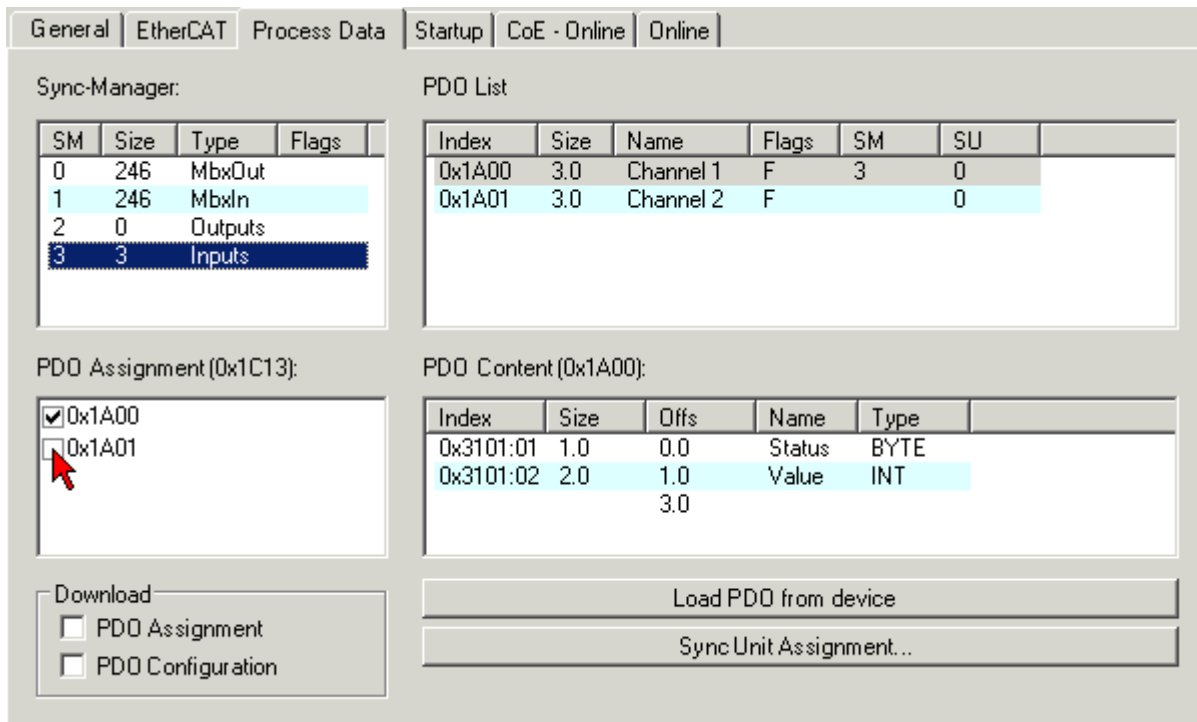 General EtherCAT Process Data Startup CoE - Online Online
Sync-Manager:
SM Size Type Flags
0 246 MbxOut
1 246 MbxIn
2 0 Outputs
3 3 Inputs
PDO List
Index Size Name Flags SM SU
0x1A00 3.0 Channel 1 F 3 0
0x1A01 3.0 Channel 2 F 0
PDO Assignment (0x1C13):
0x1A00
0x1A01
PDO Content (0x1A00):
Index Size Offs Name Type
0x3101:01 1.0 0.0 Status BYTE
0x3101:02 2.0 1.0 Value INT
3.0
Download
PDO Assignment
PDO Configuration
Load PDO from device
Sync Unit Assignment...